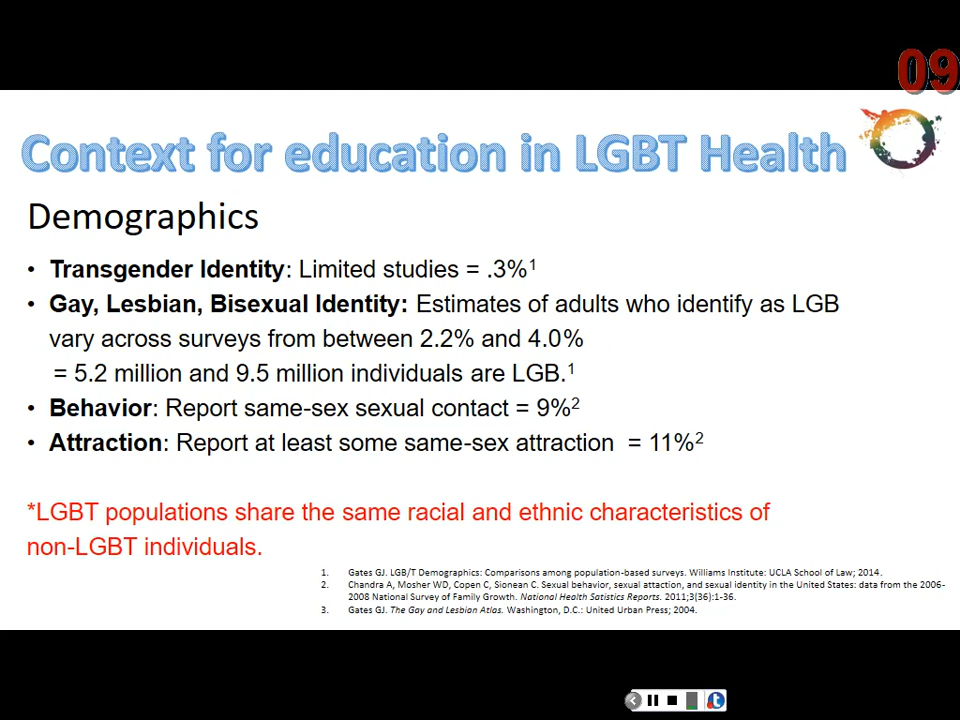 09
Context for education in LGBT Health
Demographics
• Transgender Identity: Limited studies = .3%1
• Gay, Lesbian, Bisexual Identity: Estimates of adults who identify as LGB
vary across surveys from between 2.2% and 4.0%
= 5.2 million and 9.5 million individuals are LGB.1
• Behavior: Report same-sex sexual contact = 9%2
• Attraction: Report at least some same-sex attraction = 11%2
*LGBT populations share the same racial and ethnic characteristics of
non-LGBT individuals.
1. Gates GJ. LGB/T Demographics: Comparisons among population-based surveys. Williams Institute: UCLA School of Law; 2014.
2. Chandra A, Mosher WD, Copen C, Sionean C. Sexual behavior, sexual attaction, and sexual identity in the United States: data from the 2006-
2008 National Survey of Family Growth. National Health Satistics Reports. 2011;3(36):1-36.
3. Gates GJ. The Gay and Lesbian Atlas. Washington, D.C.: United Urban Press; 2004.
t